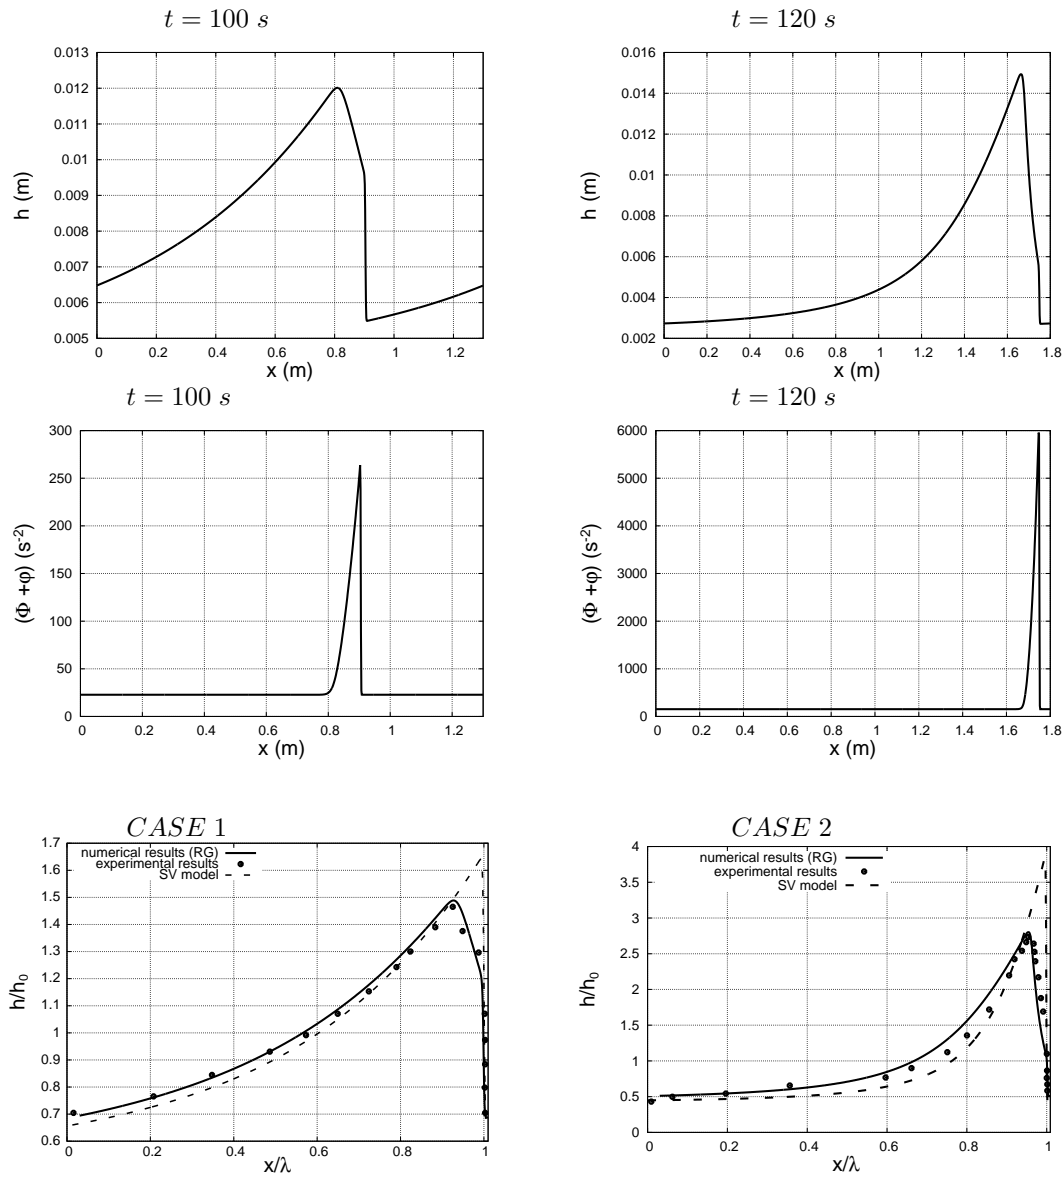 t = 100 s
t = 120 s
0.013
0.012
0.011
0.01
0.009
0.008
0.007
0.006
0.005
h (m)
0 0.2 0.4 0.6 0.8 1 1.2
x (m)
0.016
0.014
0.012
0.01
0.008
0.006
0.004
0.002
h (m)
0 0.2 0.4 0.6 0.8 1 1.2 1.4 1.6 1.8
x (m)
t = 100 s
t = 120 s
300
250
200
150
100
50
0
(Φ +φ) (s⁻²)
0 0.2 0.4 0.6 0.8 1 1.2
x (m)
6000
5000
4000
3000
2000
1000
0
(Φ +φ) (s⁻²)
0 0.2 0.4 0.6 0.8 1 1.2 1.4 1.6 1.8
x (m)
CASE 1
CASE 2
1.7
1.6
1.5
1.4
1.3
1.2
1.1
1
0.9
0.8
0.7
0.6
h/h₀
numerical results (RG)
experimental results
SV model
0 0.2 0.4 0.6 0.8 1
x/λ
4
3.5
3
2.5
2
1.5
1
0.5
0
h/h₀
numerical results (RG)
experimental results
SV model
0 0.2 0.4 0.6 0.8 1
x/λ